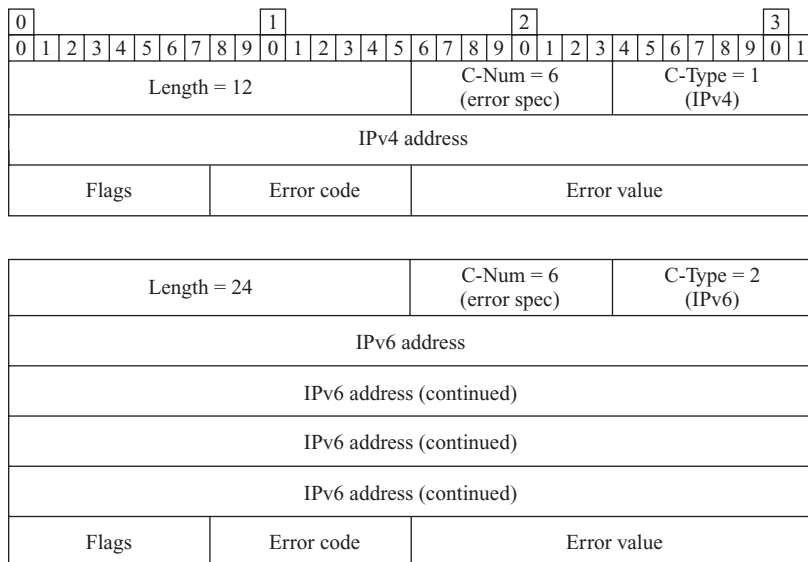 0 1 2 3
0 1 2 3 4 5 6 7 8 9 0 1 2 3 4 5 6 7 8 9 0 1 2 3 4 5 6 7 8 9 0 1
Length = 12 C-Num = 6 C-Type = 1
(error spec) (IPv4)
IPv4 address
Flags Error code Error value
Length = 24 C-Num = 6 C-Type = 2
(error spec) (IPv6)
IPv6 address
IPv6 address (continued)
IPv6 address (continued)
IPv6 address (continued)
Flags Error code Error value